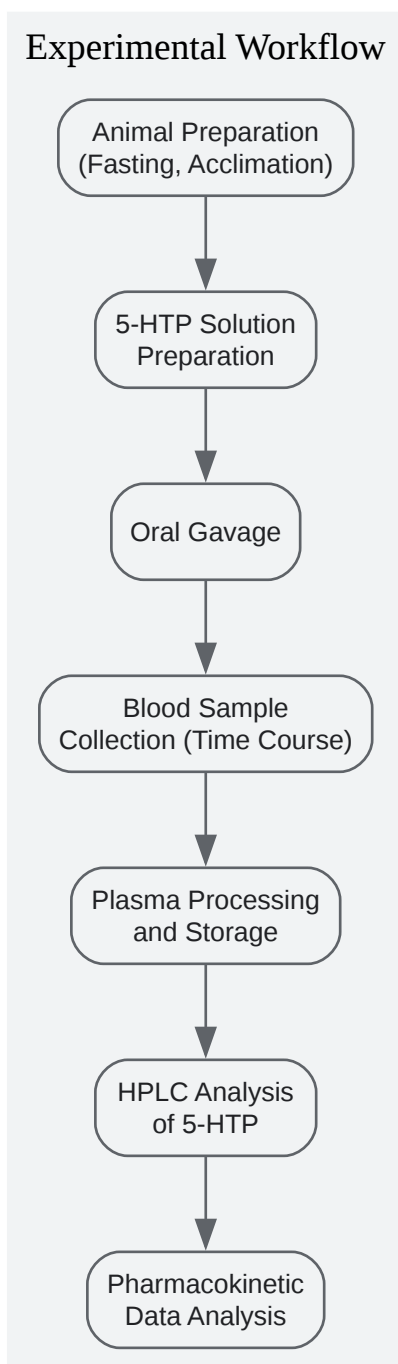 Experimental Workflow
Animal Preparation
(Fasting, Acclimation)
5-HTP Solution
Preparation
Oral Gavage
Blood Sample
Collection (Time Course)
Plasma Processing
and Storage
HPLC Analysis
of 5-HTP
Pharmacokinetic
Data Analysis